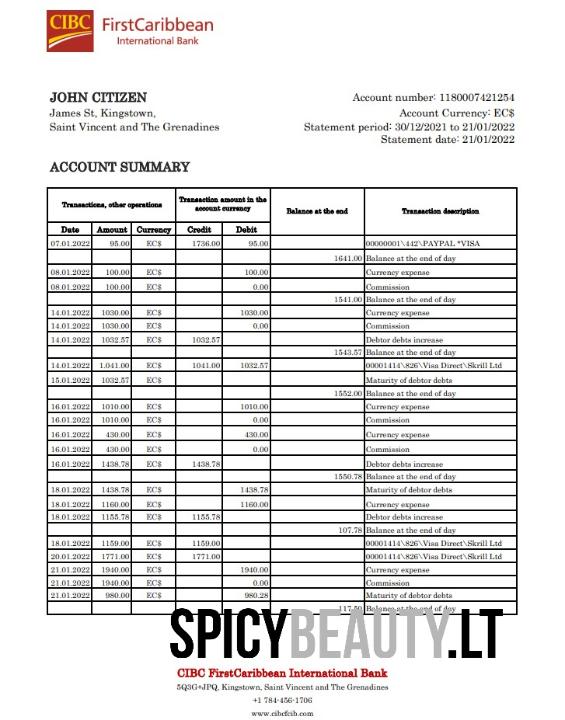 CIBC FirstCaribbean
International Bank
JOHN CITIZEN
James St, Kingstown,
Saint Vincent and The Grenadines
Account number: 1180007421254
Account Currency: EC$
Statement period: 30/12/2021 to 21/01/2022
Statement date: 21/01/2022
ACCOUNT SUMMARY
Transactions, other operations Transaction amount in the account currency Balance at the end Transaction description
Date Amount Currency Credit Debit
07.01.2022 95.00 EC$ 1736.00 95.00 00000001\442\PAYPAL *VISA
1641.00 Balance at the end of day
08.01.2022 100.00 EC$ 100.00 Currency expense
08.01.2022 100.00 EC$ 0.00 Commission
1541.00 Balance at the end of day
14.01.2022 1030.00 EC$ 1030.00 Currency expense
14.01.2022 1030.00 EC$ 0.00 Commission
14.01.2022 1032.57 EC$ 1032.57 Debtor debts increase
1543.57 Balance at the end of day
14.01.2022 1.041.00 EC$ 1041.00 1032.57 00001414\826\Visa Direct\Skrill Ltd
15.01.2022 1032.57 EC$ Maturity of debtor debts
1552.00 Balance at the end of day
16.01.2022 1010.00 EC$ 1010.00 Currency expense
16.01.2022 1010.00 EC$ 0.00 Commission
16.01.2022 430.00 EC$ 430.00 Currency expense
16.01.2022 430.00 EC$ 0.00 Commission
16.01.2022 1438.78 EC$ 1438.78 Debtor debts increase
1550.78 Balance at the end of day
18.01.2022 1438.78 EC$ 1438.78 Maturity of debtor debts
18.01.2022 1160.00 EC$ 1160.00 Currency expense
18.01.2022 1155.78 EC$ 1155.78 Debtor debts increase
107.78 Balance at the end of day
18.01.2022 1159.00 EC$ 1159.00 00001414\826\Visa Direct\Skrill Ltd
20.01.2022 1771.00 EC$ 1771.00 00001414\826\Visa Direct\Skrill Ltd
21.01.2022 1940.00 EC$ 1940.00 Currency expense
21.01.2022 1940.00 EC$ 0.00 Commission
21.01.2022 980.00 EC$ 980.28 Maturity of debtor debts
117.50 Balance at the end of day
SPICYBEAUTY.LT
CIBC FirstCaribbean International Bank
5Q3G+JPQ, Kingstown, Saint Vincent and The Grenadines
+1 784-456-1706
www.cibcfcib.com